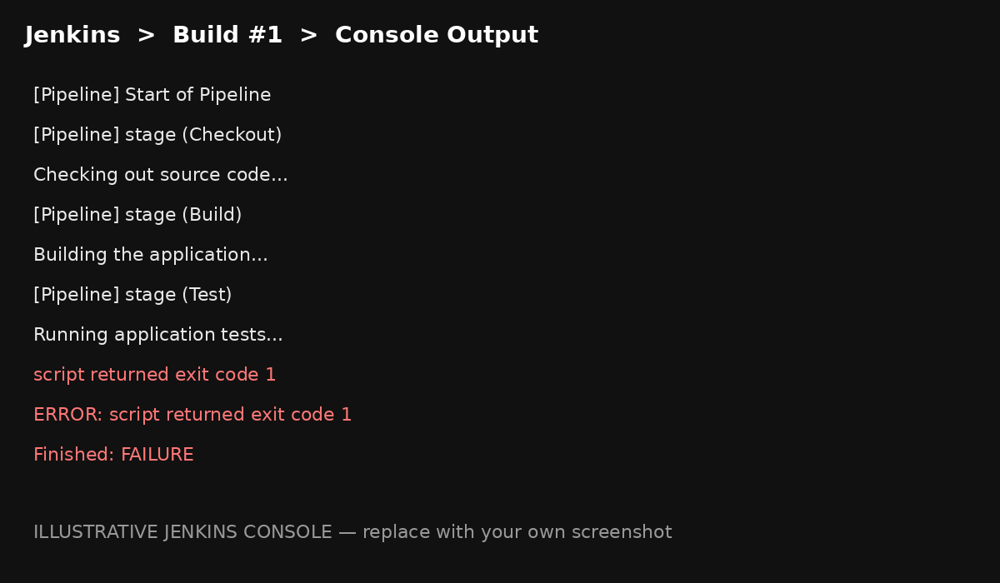 Jenkins > Build #1 > Console Output
[Pipeline] Start of Pipeline
[Pipeline] stage (Checkout)
Checking out source code...
[Pipeline] stage (Build)
Building the application...
[Pipeline] stage (Test)
Running application tests...
script returned exit code 1
ERROR: script returned exit code 1
Finished: FAILURE
ILLUSTRATIVE JENKINS CONSOLE — replace with your own screenshot